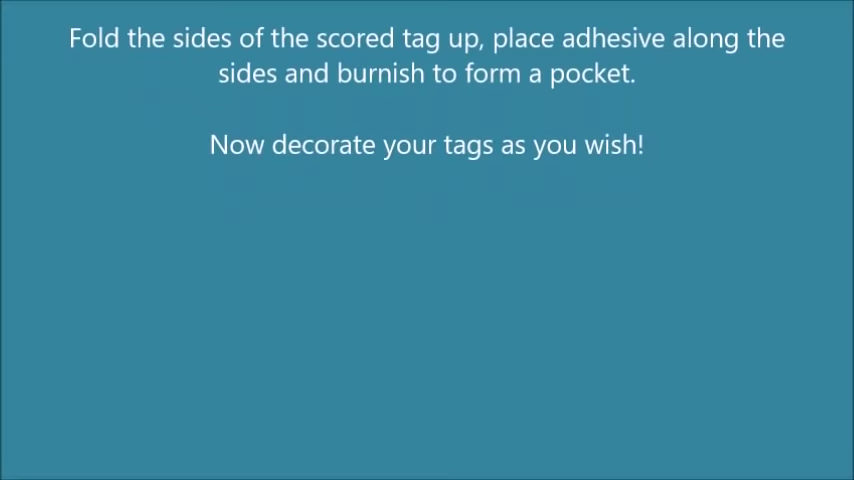 Fold the sides of the scored tag up, place adhesive along the
sides and burnish to form a pocket.
Now decorate your tags as you wish!